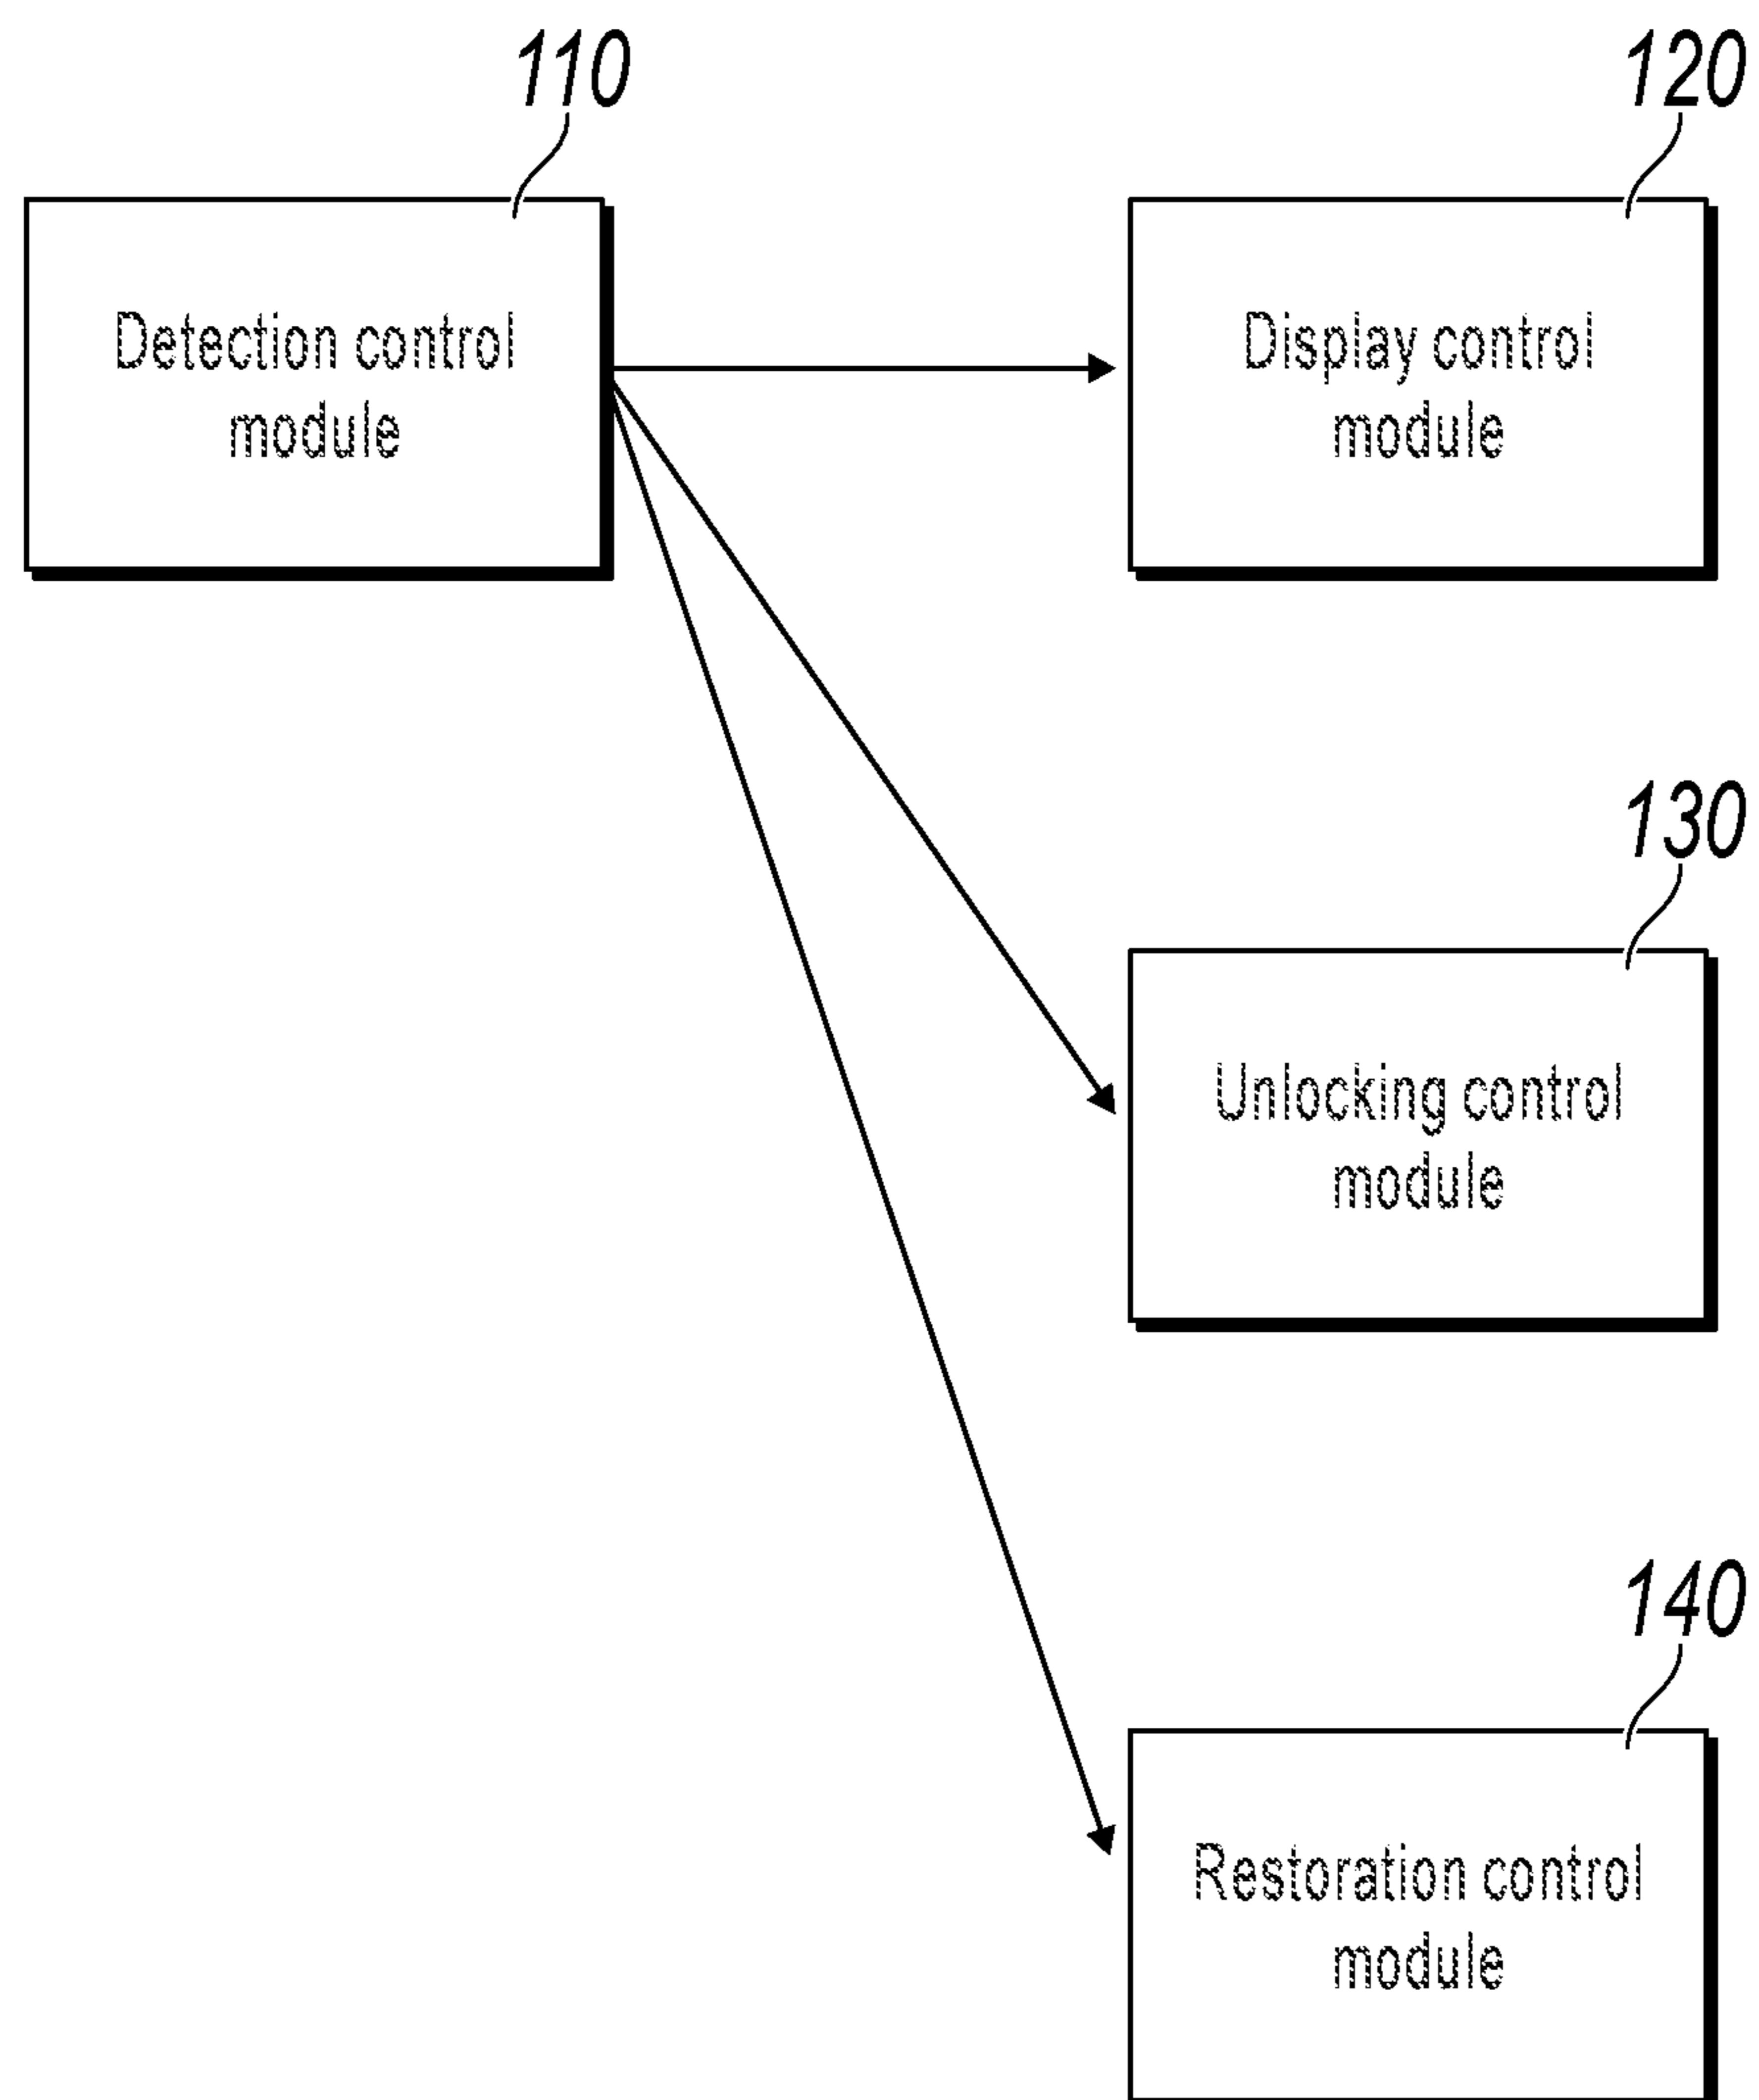 110
120
Detection control
module
Display control
module
130
Unlocking control
module
140
Restoration control
module